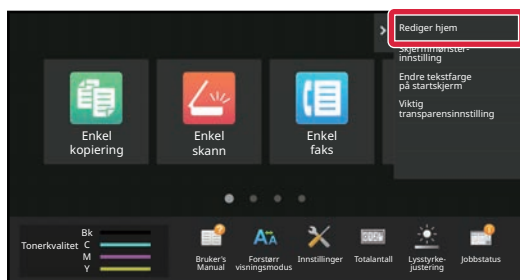 Rediger hjem
Skjermmønster-
innstilling
Endre tekstfarge
på startskjerm
Viktig
transparensinnstilling
Enkel
kopiering
Enkel
skann
Enkel
faks
Tonerkvalitet
Bk
C
M
Y
Bruker's
Manual
Forstørr
visningsmodus
Innstillinger
Totalantall
Lysstyrke-
justering
Jobbstatus